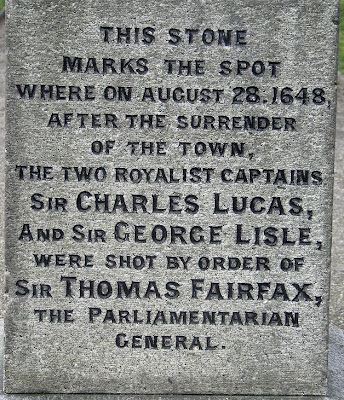 THIS STONE
MARKS THE SPOT
WHERE ON AUGUST 28. 1648,
AFTER THE SURRENDER
OF THE TOWN,
THE TWO ROYALIST CAPTAINS
SIR CHARLES LUCAS,
AND SIR GEORGE LISLE,
WERE SHOT BY ORDER OF
SIR THOMAS FAIRFAX,
THE PARLIAMENTARIAN
GENERAL.